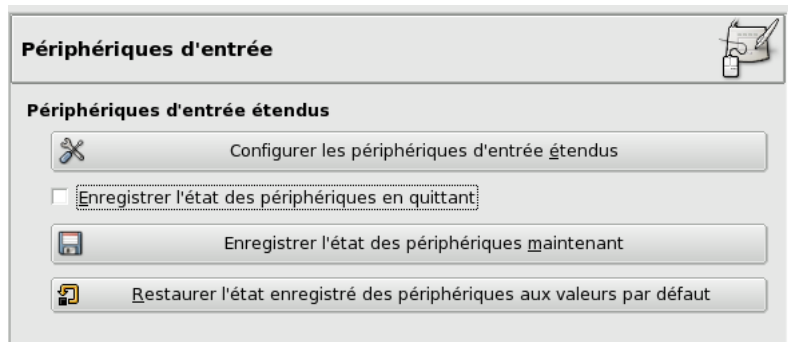 Périphériques d'entrée
Périphériques d'entrée étendus
Configurer les périphériques d'entrée étendus
Enregistrer l'état des périphériques en quittant
Enregistrer l'état des périphériques maintenant
Restaurer l'état enregistré des périphériques aux valeurs par défaut